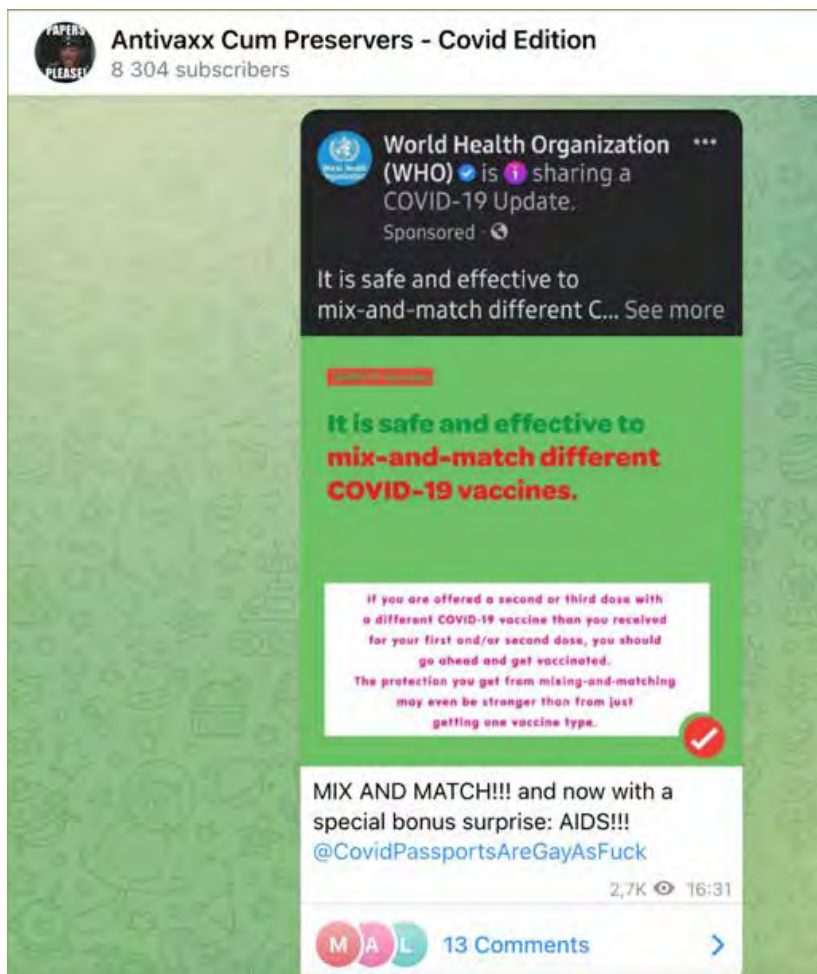 PAPERS
PLEASE!
Antivaxx Cum Preservers - Covid Edition
8 304 subscribers
World Health Organization
(WHO) is sharing a
COVID-19 Update.
Sponsored ·
It is safe and effective to
mix-and-match different C... See more
It is safe and effective to
mix-and-match different
COVID-19 vaccines.
If you are offered a second or third dose with
a different COVID-19 vaccine than you received
for your first and/or second dose, you should
go ahead and get vaccinated.
The protection you get from mixing-and-matching
may even be stronger than from just
getting one vaccine type.
MIX AND MATCH!!! and now with a
special bonus surprise: AIDS!!!
@CovidPassportsAreGayAsFuck
2,7K 16:31
M A L 13 Comments